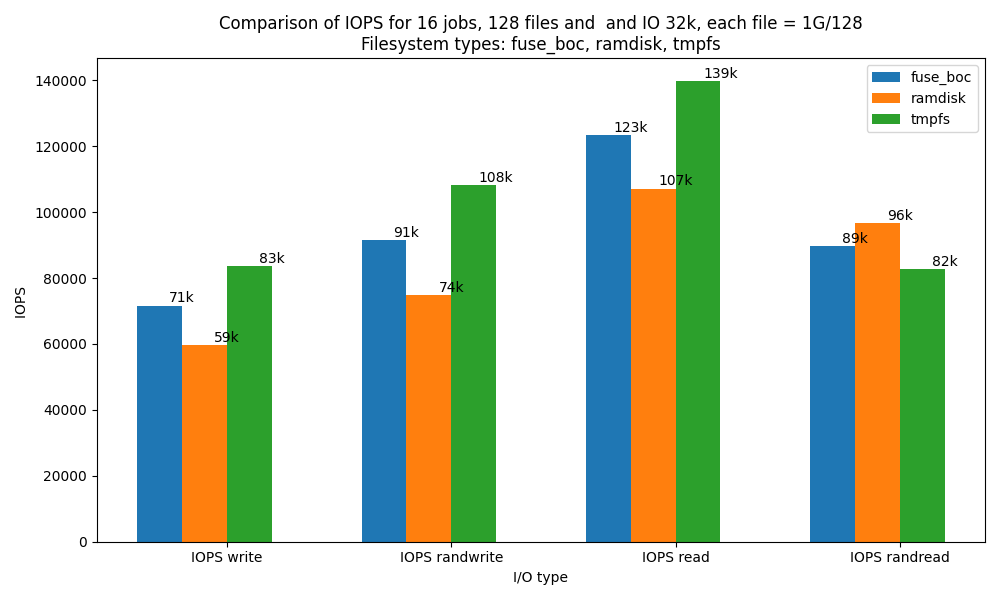 Comparison of IOPS for 16 jobs, 128 files and  and IO 32k, each file = 1G/128
Filesystem types: fuse_boc, ramdisk, tmpfs
fuse_boc
ramdisk
tmpfs
IOPS
140000
120000
100000
80000
60000
40000
20000
0
71k
59k
83k
91k
74k
108k
123k
107k
139k
89k
96k
82k
IOPS write
IOPS randwrite
IOPS read
IOPS randread
I/O type